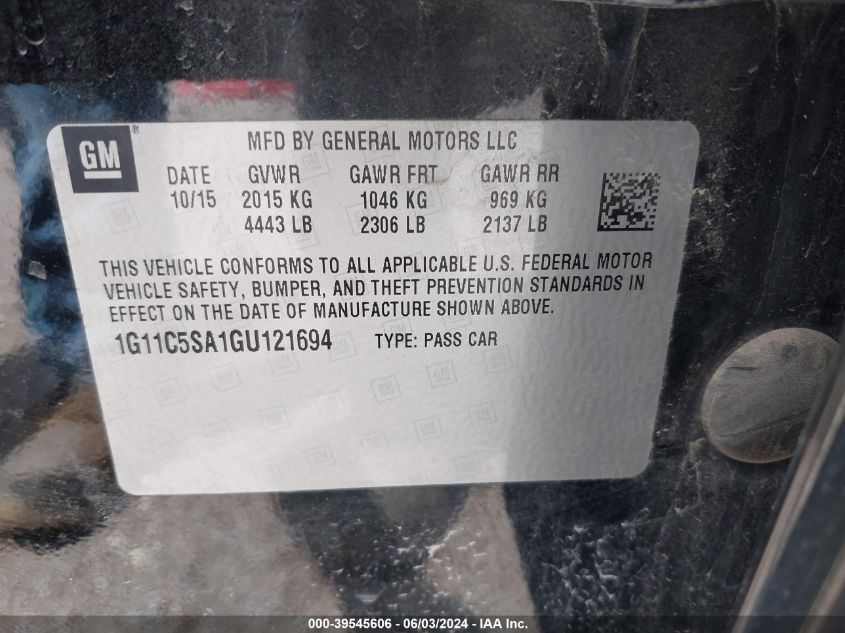 GM ®
MFD BY GENERAL MOTORS LLC
DATE GVWR GAWR FRT GAWR RR
10/15 2015 KG 1046 KG 969 KG
4443 LB 2306 LB 2137 LB
THIS VEHICLE CONFORMS TO ALL APPLICABLE U.S. FEDERAL MOTOR
VEHICLE SAFETY, BUMPER, AND THEFT PREVENTION STANDARDS IN
EFFECT ON THE DATE OF MANUFACTURE SHOWN ABOVE.
1G11C5SA1GU121694 TYPE: PASS CAR
000-39545606 / 06/03/2024 - IAA Inc.